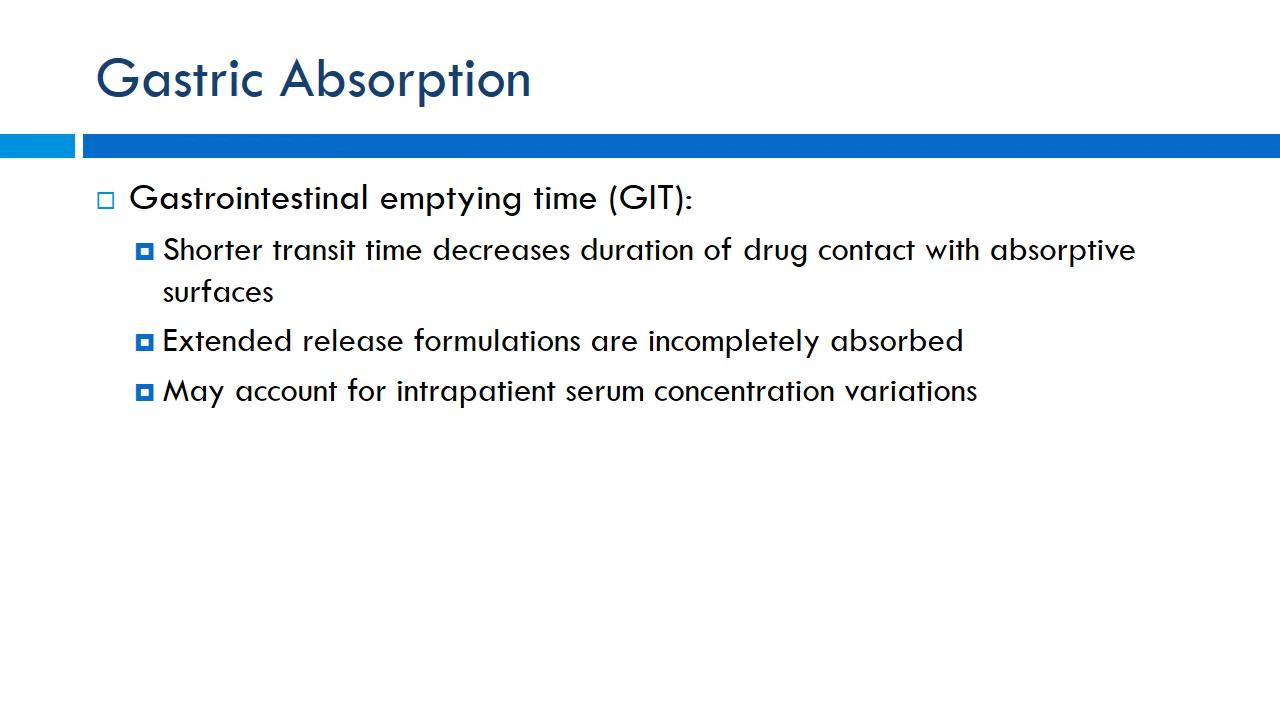 Gastric Absorption
Gastrointestinal emptying time (GIT):
Shorter transit time decreases duration of drug contact with absorptive
surfaces
Extended release formulations are incompletely absorbed
May account for intrapatient serum concentration variations